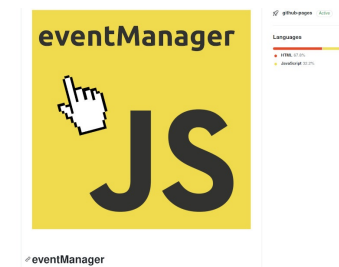 eventManager
JS
eventManager
github-pages Active
Languages
HTML 67.8%
JavaScript 32.2%